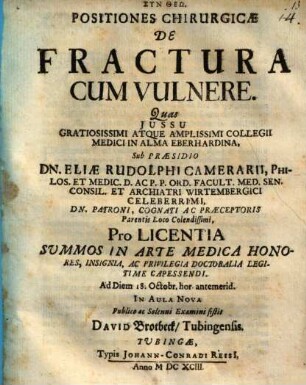 ΣΥΝ ΘΕΩ.
POSITIONES CHIRURGICÆ
DE
FRACTURA
CUM VULNERE.
Quas
JUSSU
GRATIOSISSIMI ATQUE AMPLISSIMI COLLEGII
MEDICI IN ALMA EBERHARDINA,
Sub PRÆSIDIO
DN. ELIÆ RUDOLPHI CAMERARII, PHI-
LOS. ET MEDIC. D. AC P. P. ORD. FACULT. MED. SEN.
CONSIL. ET ARCHIATRI WIRTEMBERGICI
CELEBERRIMI,
DN. PATRONI, COGNATI AC PRÆCEPTORIS
Parentis Loco Colendissimi,
Pro LICENTIA
SUMMOS IN ARTE MEDICA HONO-
RES, INSIGNIA, AC PRIVILEGIA DOCTORALIA LEGI-
TIME CAPESSENDI.
Ad Diem 18. Octobr. hor. antemerid.
IN AULA NOVA
Publico ac Solenni Examini sistit
DAVID Brotbeck/ Tubingensis.
TUBINGÆ,
Typis JOHANN-CONRADI REISI,
Anno M DC XCIII.